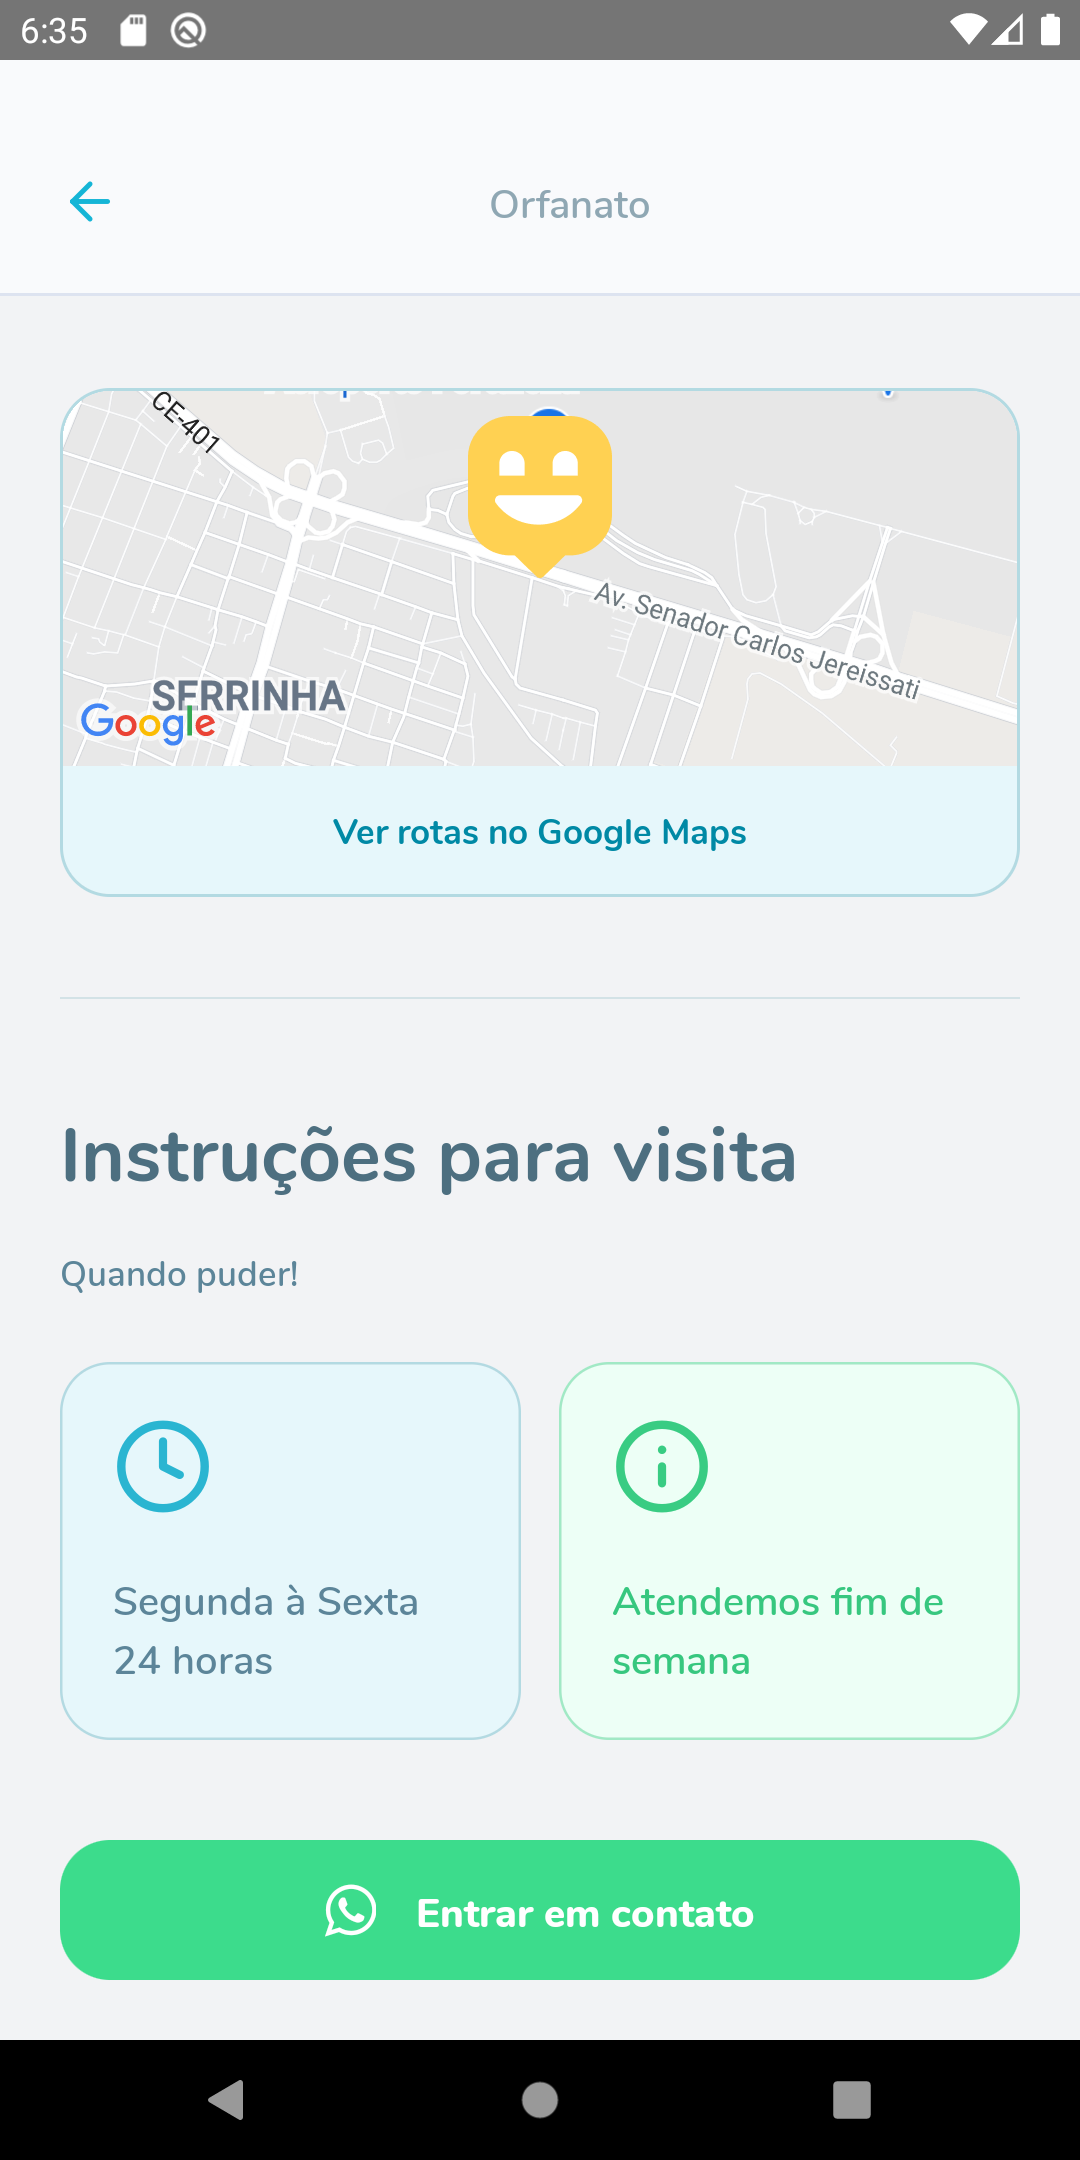 6:35
Orfanato
CE-401
Av. Senador Carlos Jereissati
SERRINHA
Google
Ver rotas no Google Maps
Instruções para visita
Quando puder!
Segunda à Sexta
24 horas
Atendemos fim de
semana
Entrar em contato